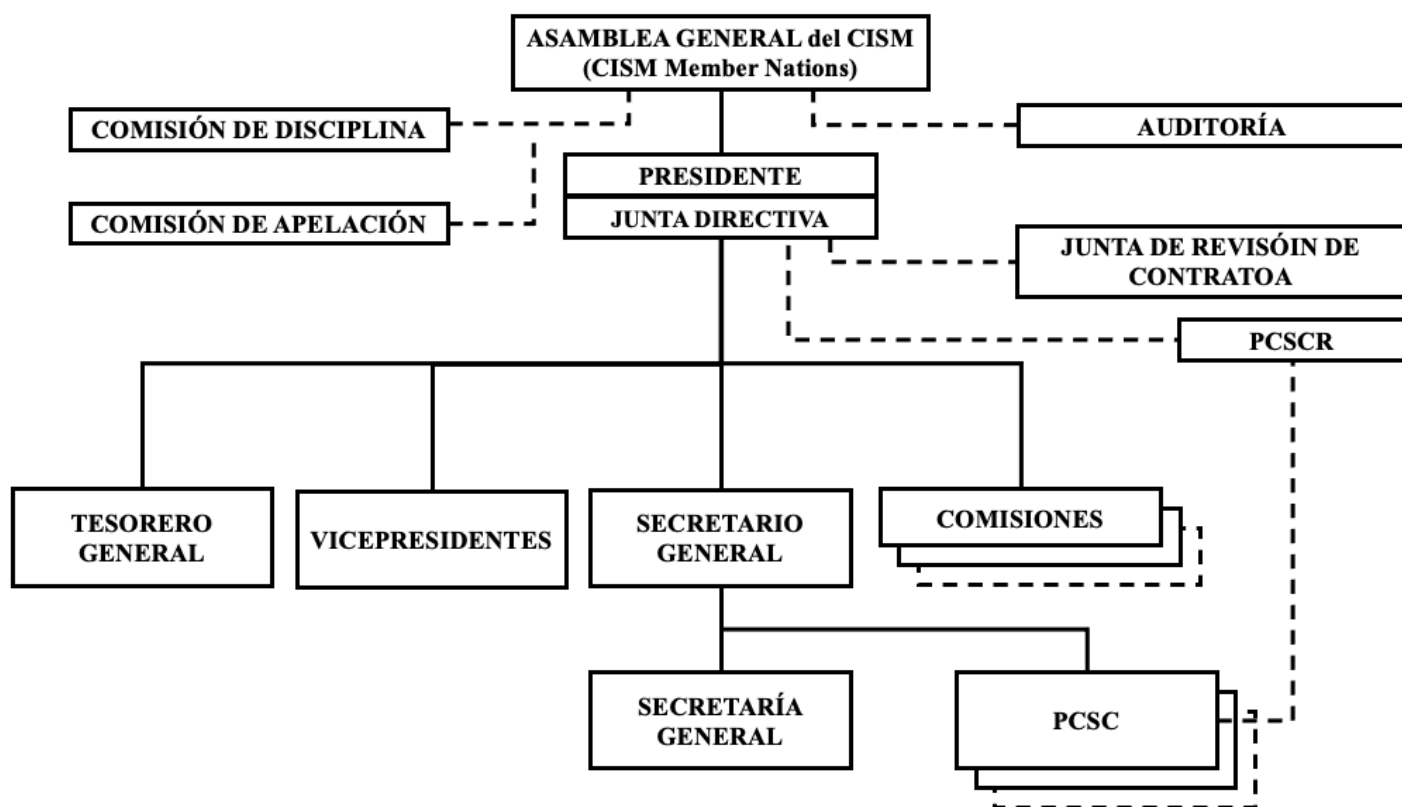 ASAMBLEA GENERAL del CISM
(CISM Member Nations)
COMISIÓN DE DISCIPLINA
AUDITORÍA
PRESIDENTE
COMISIÓN DE APELACIÓN
JUNTA DIRECTIVA
JUNTA DE REVISÓIN DE
CONTRATOA
PCSCR
TESORERO
GENERAL
VICEPRESIDENTES
SECRETARIO
GENERAL
COMISIONES
SECRETARÍA
GENERAL
PCSC